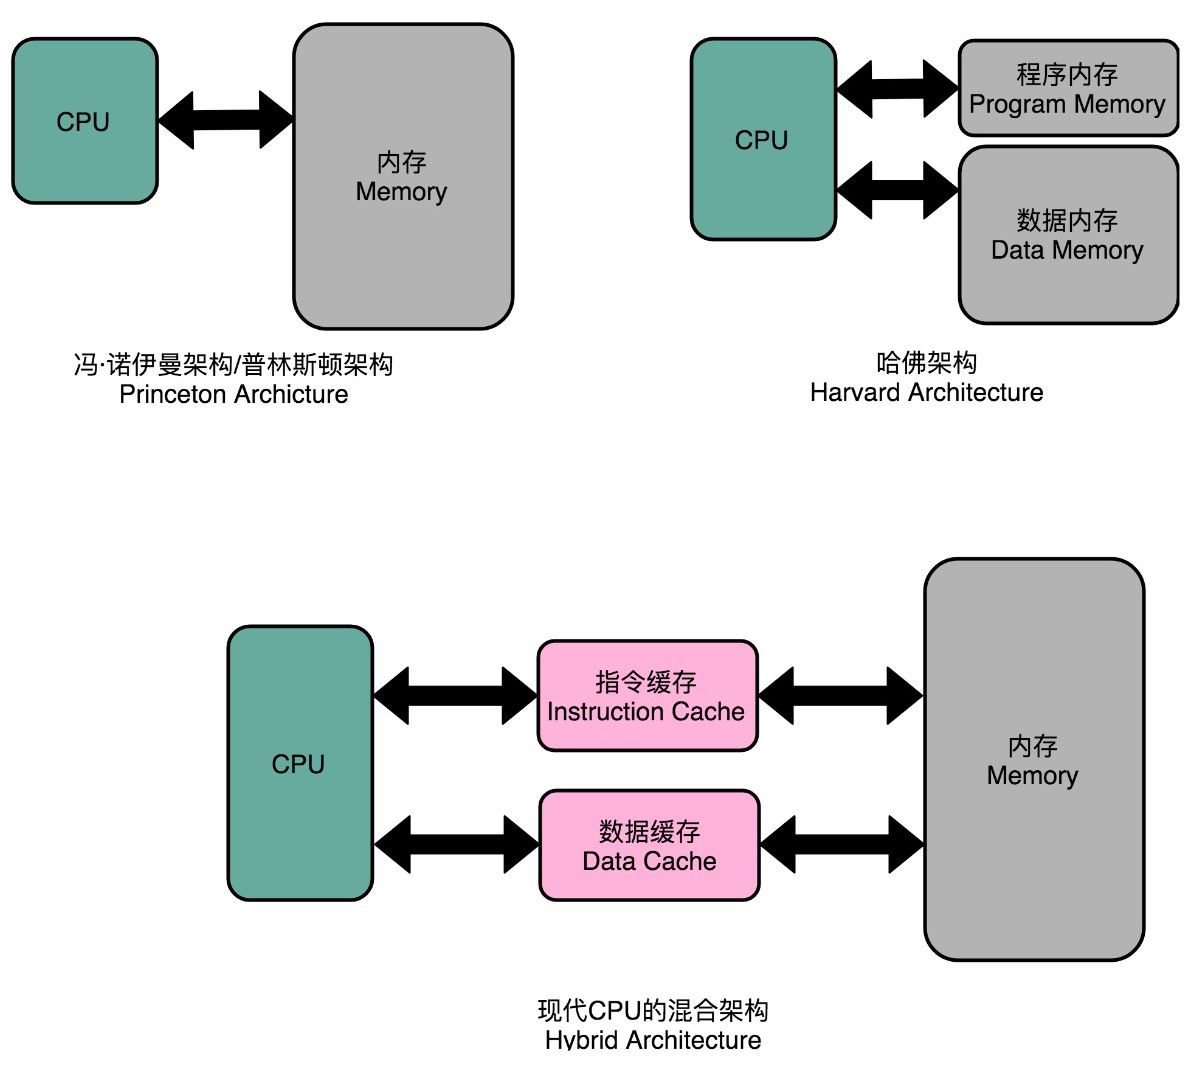 CPU
内存
Memory
冯·诺伊曼架构/普林斯顿架构
Princeton Archicture
CPU
程序内存
Program Memory
数据内存
Data Memory
哈佛架构
Harvard Architecture
CPU
指令缓存
Instruction Cache
数据缓存
Data Cache
内存
Memory
现代CPU的混合架构
Hybrid Architecture